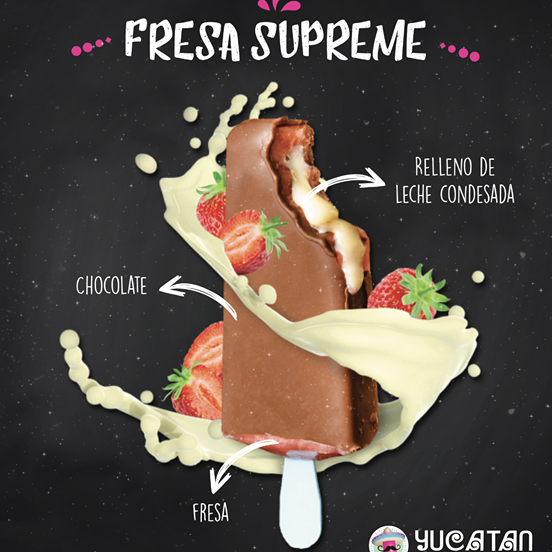 FRESA SUPREME
RELLENO DE
LECHE CONDESADA
CHOCOLATE
FRESA
YUCATAN